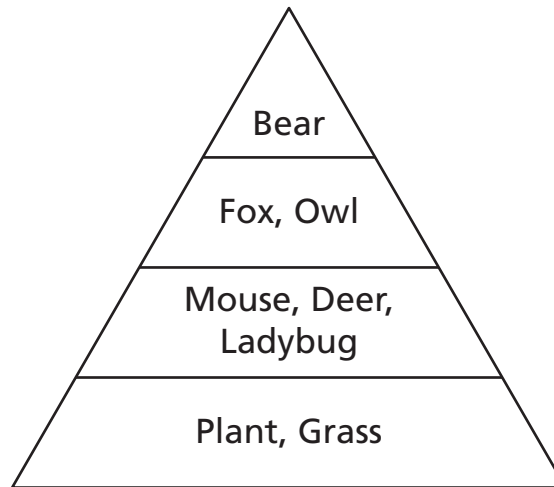 Bear
Fox, Owl
Mouse, Deer,
Ladybug
Plant, Grass